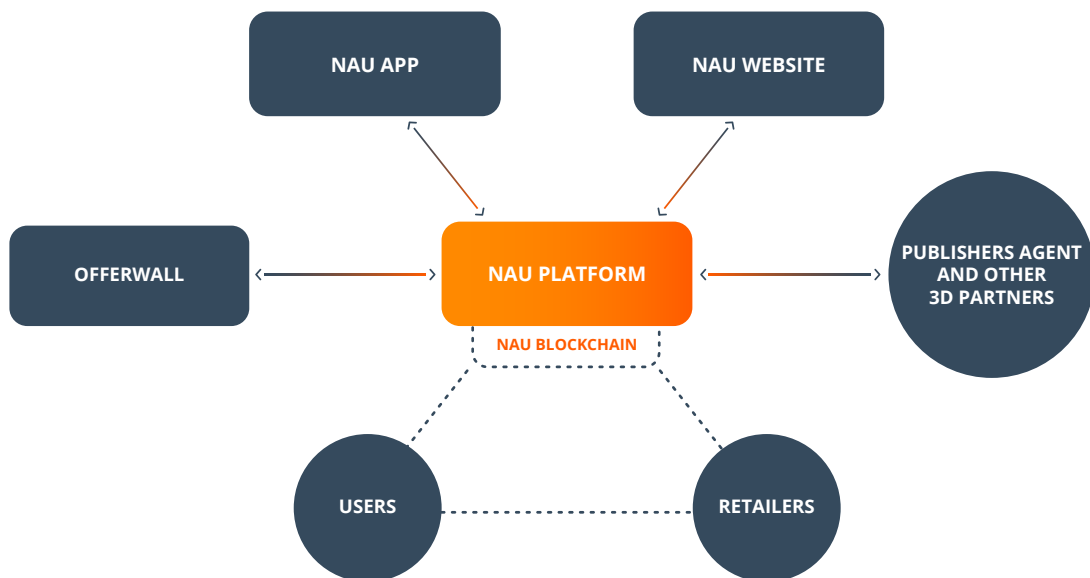 NAU APP
NAU WEBSITE
OFFERWALL
NAU PLATFORM
PUBLISHERS AGENT
AND OTHER
3D PARTNERS
NAU BLOCKCHAIN
USERS
RETAILERS